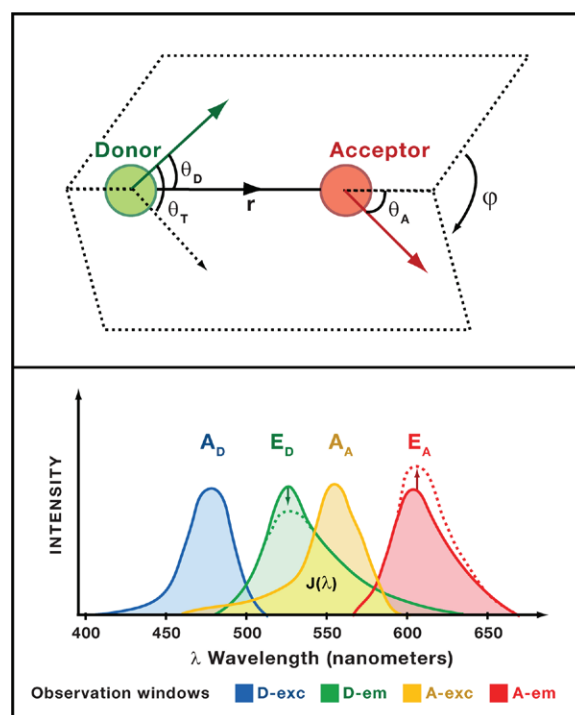 Donor
Acceptor
θD
θT
r
θA
φ
AD
ED
AA
EA
INTENSITY
J(λ)
400
450
500
550
600
650
λ Wavelength (nanometers)
Observation windows D-exc D-em A-exc A-em